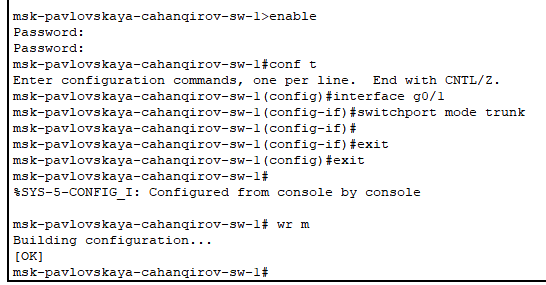 msk-pavlovskaya-cahanqirov-sw-1>enable
Password:
Password:
msk-pavlovskaya-cahanqirov-sw-1#conf t
Enter configuration commands, one per line.  End with CNTL/Z.
msk-pavlovskaya-cahanqirov-sw-1(config)#interface g0/1
msk-pavlovskaya-cahanqirov-sw-1(config-if)#switchport mode trunk
msk-pavlovskaya-cahanqirov-sw-1(config-if)#
msk-pavlovskaya-cahanqirov-sw-1(config-if)#exit
msk-pavlovskaya-cahanqirov-sw-1(config)#exit
msk-pavlovskaya-cahanqirov-sw-1#
%SYS-5-CONFIG_I: Configured from console by console
msk-pavlovskaya-cahanqirov-sw-1# wr m
Building configuration...
[OK]
msk-pavlovskaya-cahanqirov-sw-1#